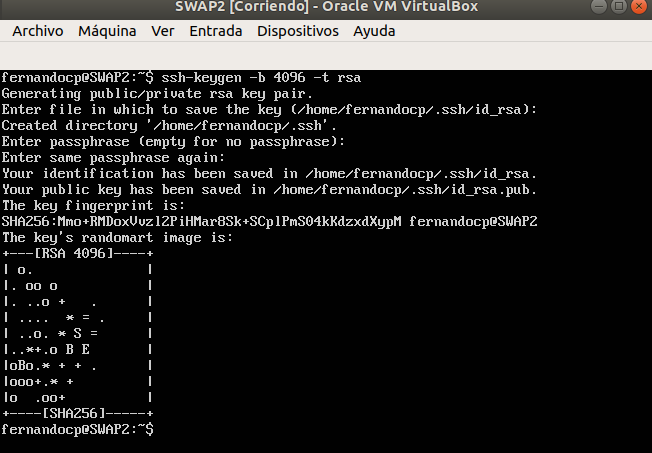 SWAP2 [Corriendo] - Oracle VM VirtualBox
Archivo Máquina Ver Entrada Dispositivos Ayuda
fernandocp@SWAP2:~$ ssh-keygen -b 4096 -t rsa
Generating public/private rsa key pair.
Enter file in which to save the key (/home/fernandocp/.ssh/id_rsa):
Created directory '/home/fernandocp/.ssh'.
Enter passphrase (empty for no passphrase):
Enter same passphrase again:
Your identification has been saved in /home/fernandocp/.ssh/id_rsa.
Your public key has been saved in /home/fernandocp/.ssh/id_rsa.pub.
The key fingerprint is:
SHA256:Mmo+RMDoxVvzl2PiHMar8Sk+SCplPmS04kKdzxdXypM fernandocp@SWAP2
The key's randomart image is:
+---[RSA 4096]----+
| o.              |
|. oo o           |
|. ..o +   .      |
| ....  * = .     |
| ..o. * S =      |
|..*+.o B E       |
|oBo.* + + .      |
|ooo+.* +         |
|o  .oo+          |
+----[SHA256]-----+
fernandocp@SWAP2:~$